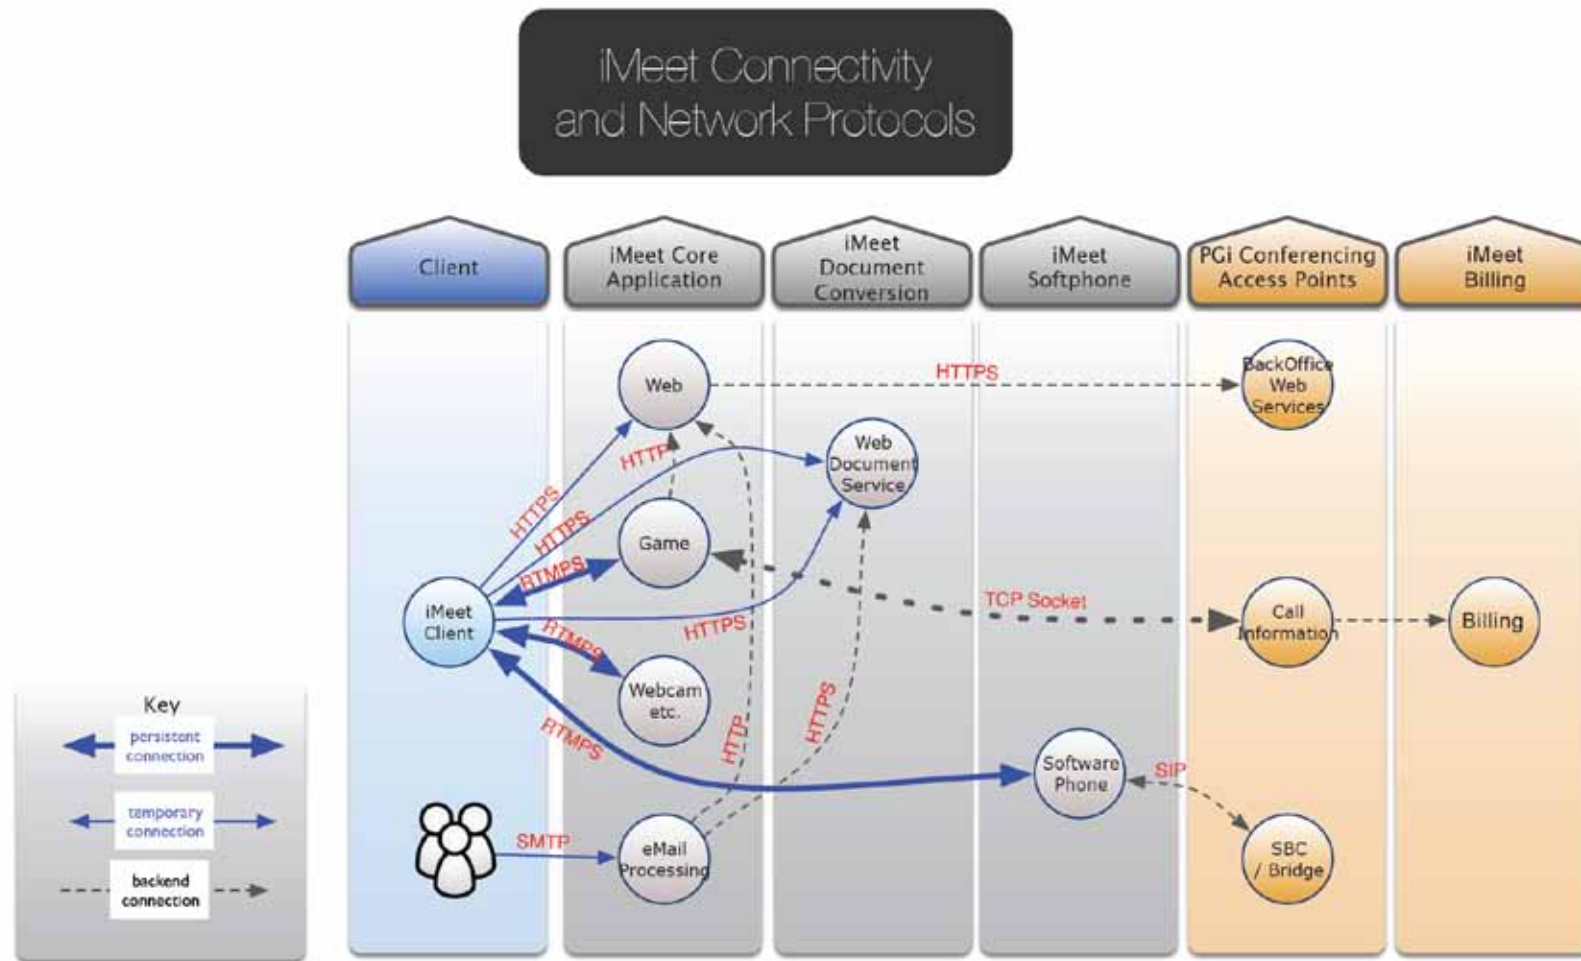 iMeet Connectivity
and Network Protocols
Client
iMeet Core
Application
iMeet
Document
Conversion
iMeet
Softphone
PGi Conferencing
Access Points
iMeet
Billing
Web
HTTPS
BackOffice
Web
Services
HTTP
Web
Document
Service
HTTPS
HTTPS
Game
RTMPS
TCP Socket
iMeet
Client
HTTPS
Call
Information
Billing
RTMPS
Webcam
etc.
HTTPS
HTTP
RTMPS
Software
Phone
SIP
SMTP
eMail
Processing
SBC
/ Bridge
Key
persistent
connection
temporary
connection
backend
connection